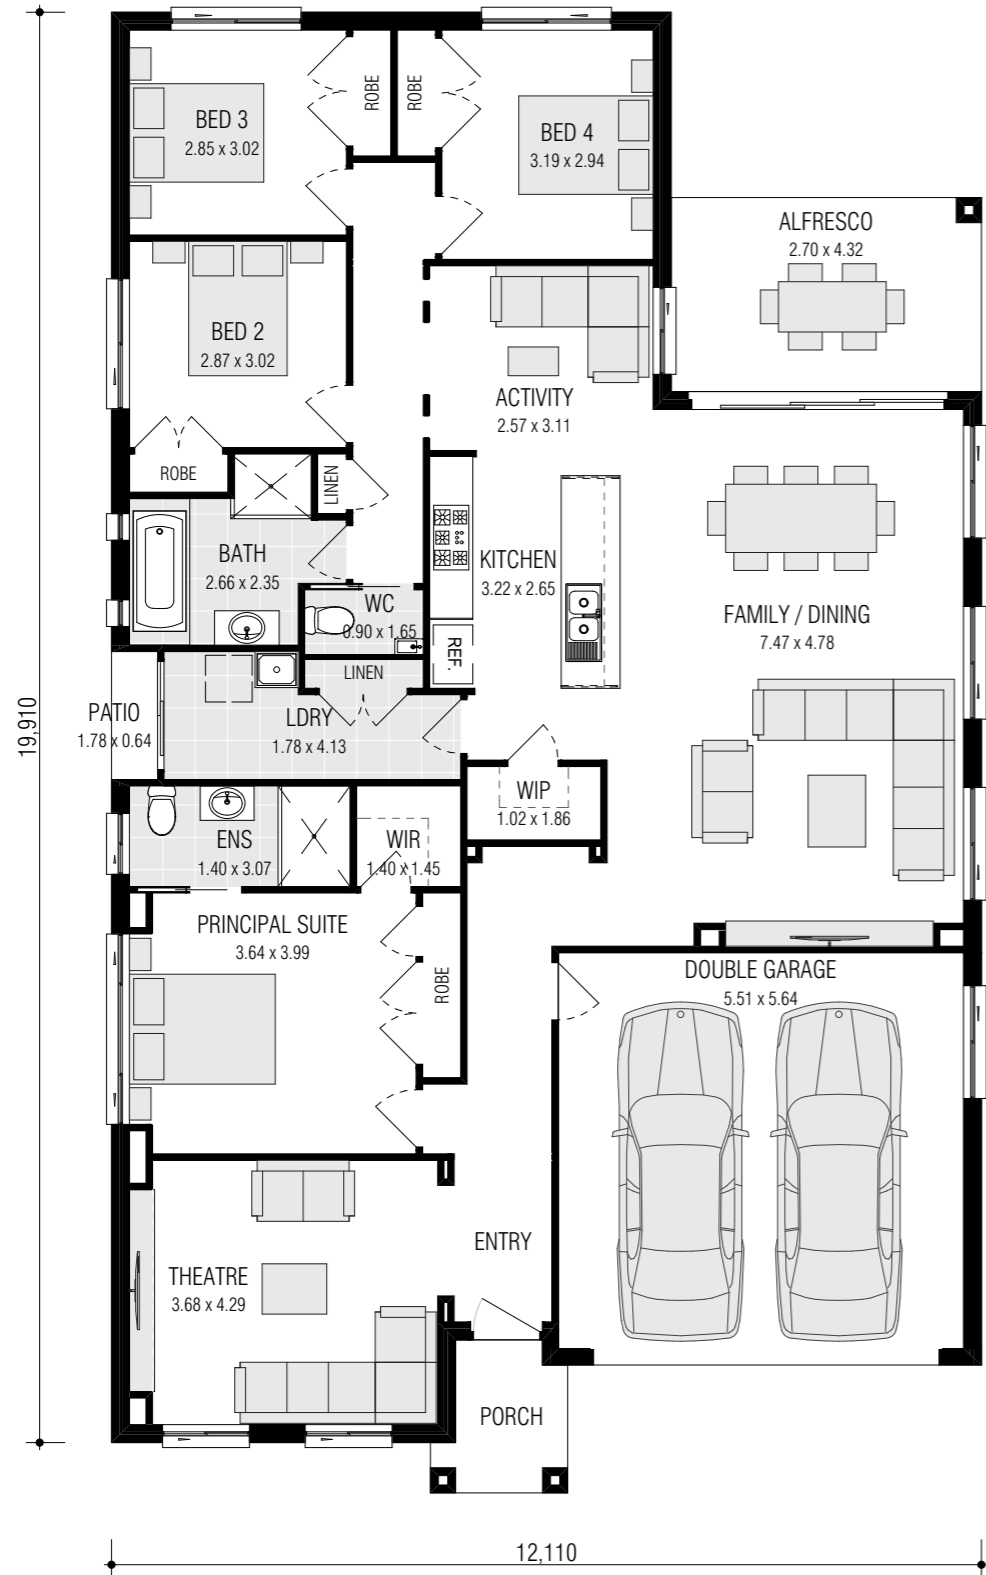 BED 3
2.85 x 3.02
ROBE
ROBE
BED 4
3.19 x 2.94
ALFRESCO
2.70 x 4.32
BED 2
2.87 x 3.02
ACTIVITY
2.57 x 3.11
ROBE
LINEN
BATH
2.66 x 2.35
KITCHEN
3.22 x 2.65
WC
0.90 x 1.65
FAMILY / DINING
7.47 x 4.78
REF.
LINEN
19,910
PATIO
1.78 x 0.64
LDRY
1.78 x 4.13
WIP
1.02 x 1.86
ENS
1.40 x 3.07
WIR
1.40 x 1.45
PRINCIPAL SUITE
3.64 x 3.99
ROBE
DOUBLE GARAGE
5.51 x 5.64
ENTRY
THEATRE
3.68 x 4.29
PORCH
12,110